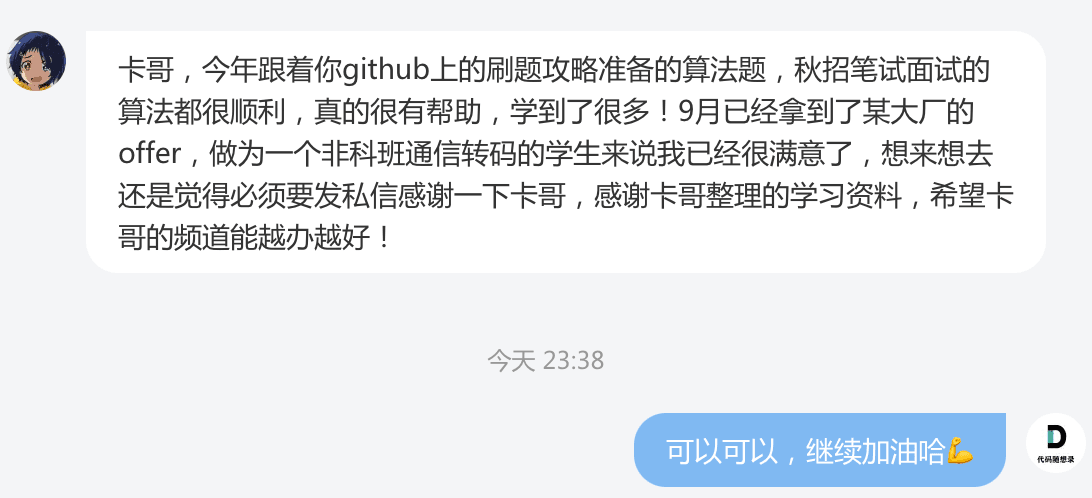 卡哥，今年跟着你github上的刷题攻略准备的算法题，秋招笔试面试的
算法都很顺利，真的很有帮助，学到了很多！9月已经拿到了某大厂的
offer，做为一个非科班通信转码的学生来说我已经很满意了，想来想去
还是觉得必须要发私信感谢一下卡哥，感谢卡哥整理的学习资料，希望卡
哥的频道能越办越好！
今天 23:38
可以可以，继续加油哈💪
D
代码随想录